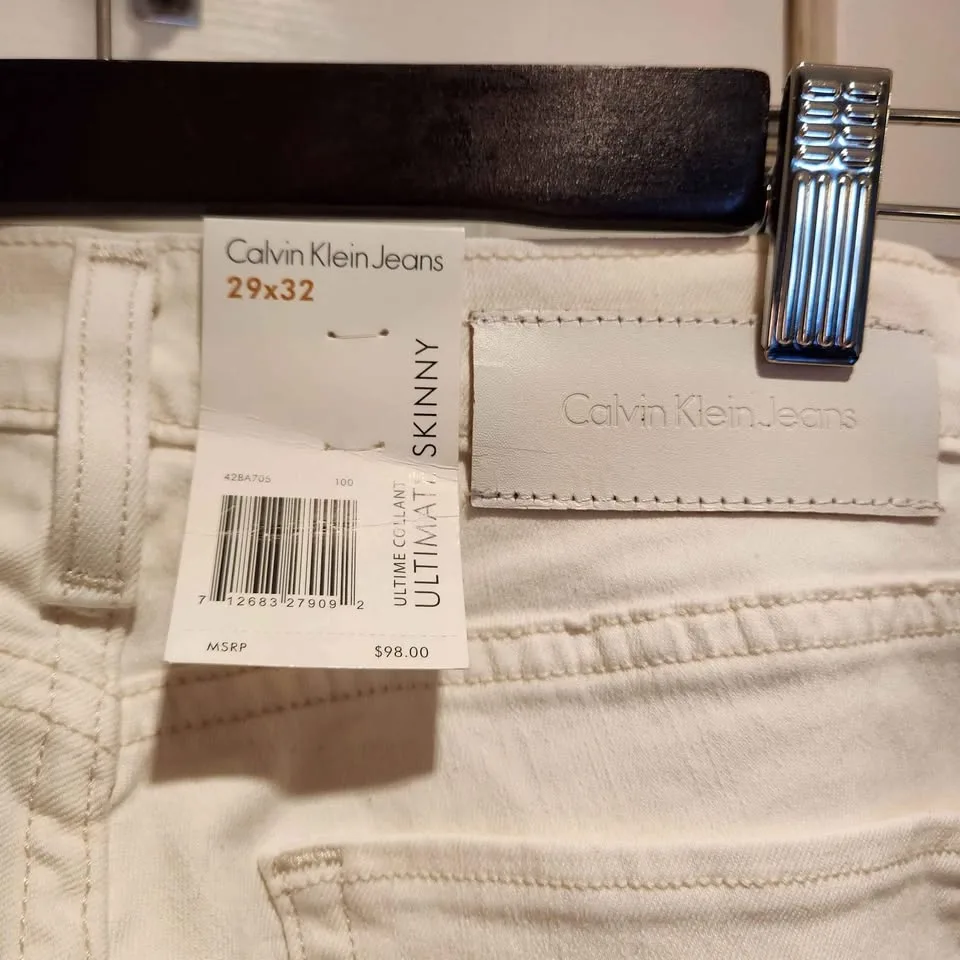 Calvin Klein Jeans
29x32
ULTIME COLLANT
ULTIMATE SKINNY
42BA705 100
7 12683 27909 2
MSRP $98.00
Calvin Klein Jeans